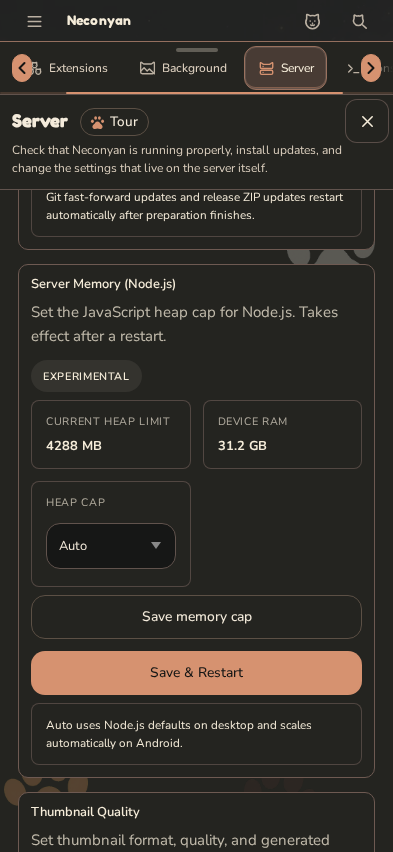 Neconyan
Extensions
Background
Server
Server
Tour
Check that Neconyan is running properly, install updates, and
change the settings that live on the server itself.
Git fast-forward updates and release ZIP updates restart
automatically after preparation finishes.
Server Memory (Node.js)
Set the JavaScript heap cap for Node.js. Takes
effect after a restart.
EXPERIMENTAL
CURRENT HEAP LIMIT
4288 MB
DEVICE RAM
31.2 GB
HEAP CAP
Auto
Save memory cap
Save & Restart
Auto uses Node.js defaults on desktop and scales
automatically on Android.
Thumbnail Quality
Set thumbnail format, quality, and generated